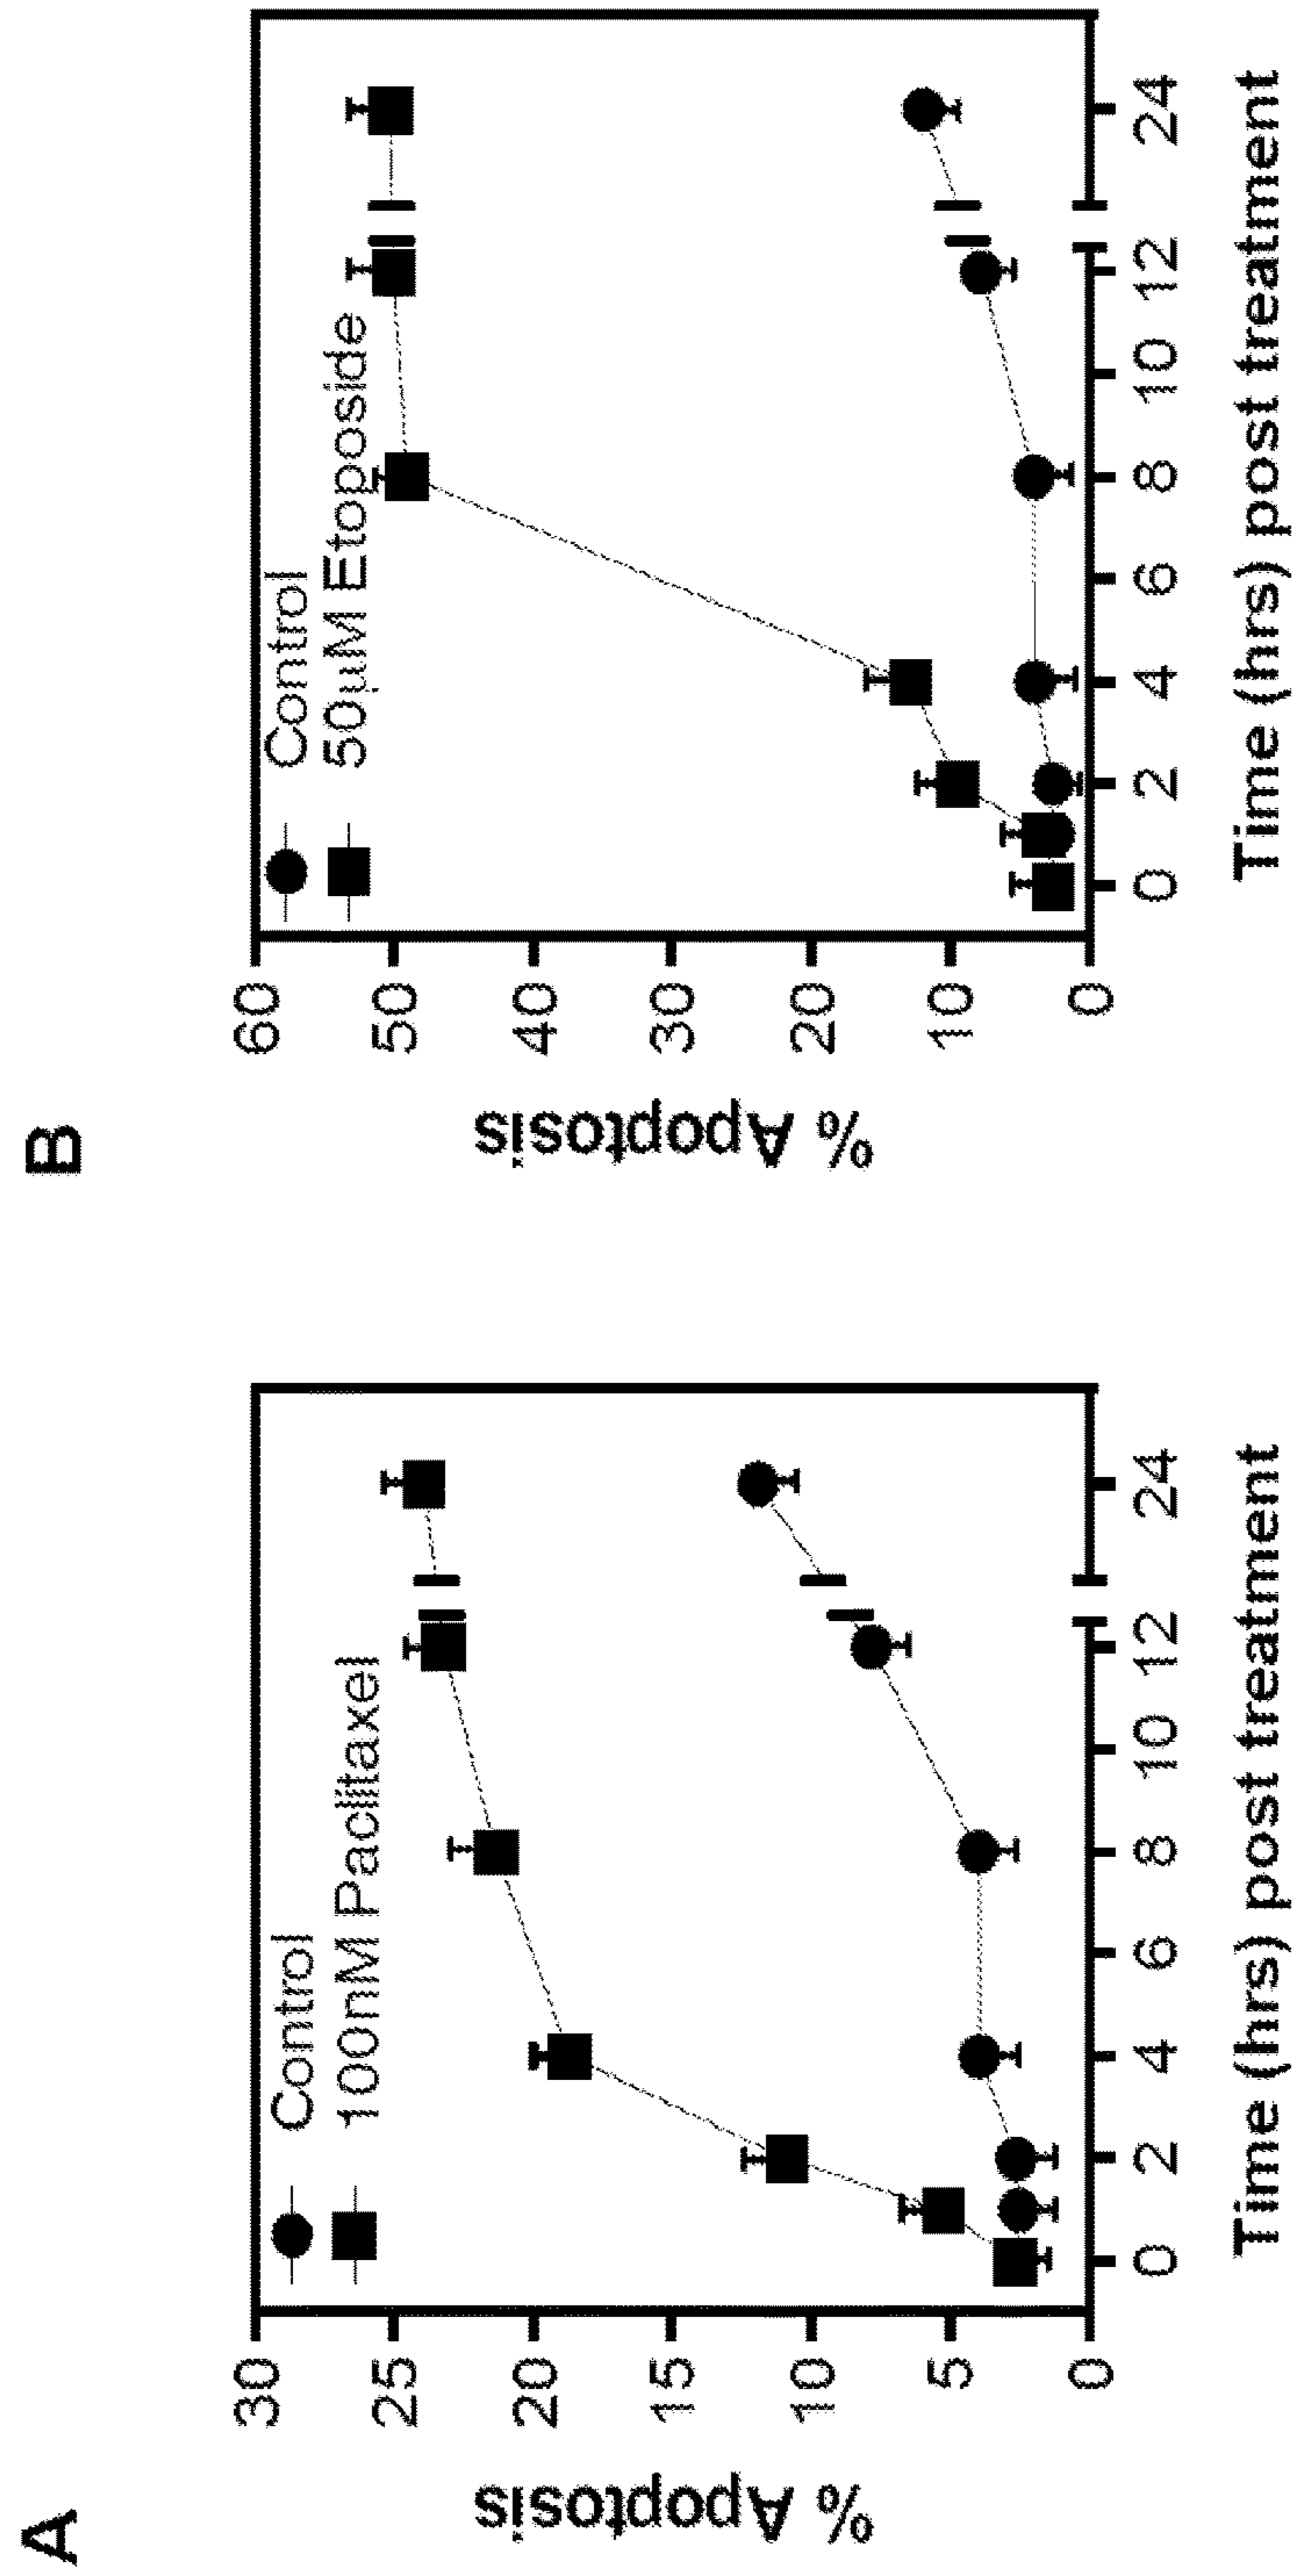 A
Control
100nM Paclitaxel
% Apoptosis
30
25
20
15
10
5
0
0 2 4 6 8 10 12 24
Time (hrs) post treatment
B
Control
50µM Etoposide
% Apoptosis
60
50
40
30
20
10
0
0 2 4 6 8 10 12 24
Time (hrs) post treatment